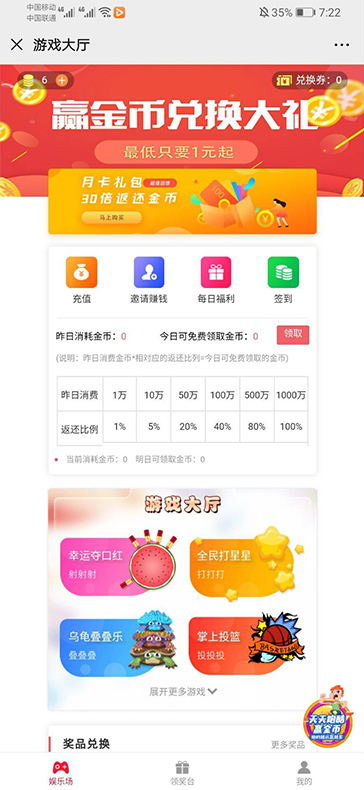 中国移动
中国联通
4G
4G
35%
7:22
游戏大厅
6
兑换券：0
赢金币兑换大礼
最低只要1元起
月卡礼包
30倍返还金币
马上购买
100
充值
邀请赚钱
每日福利
签到
昨日消耗金币：0
今日可免费领取金币：0
领取
(说明：昨日消费金币*相对应的返还比列=今日可免费领取的金币)
昨日消费 1万 10万 50万 100万 500万 1000万
返还比例 1% 5% 20% 40% 80% 100%
当前消耗金币：0 明日可领取金币：0
游戏大厅
幸运夺口红
射射射
全民打星星
打打打
乌龟叠叠乐
叠叠叠
掌上投篮
投投投
展开更多游戏
天天跑酷
赢金币
奖品兑换
更多奖品
娱乐场
领奖台
我的